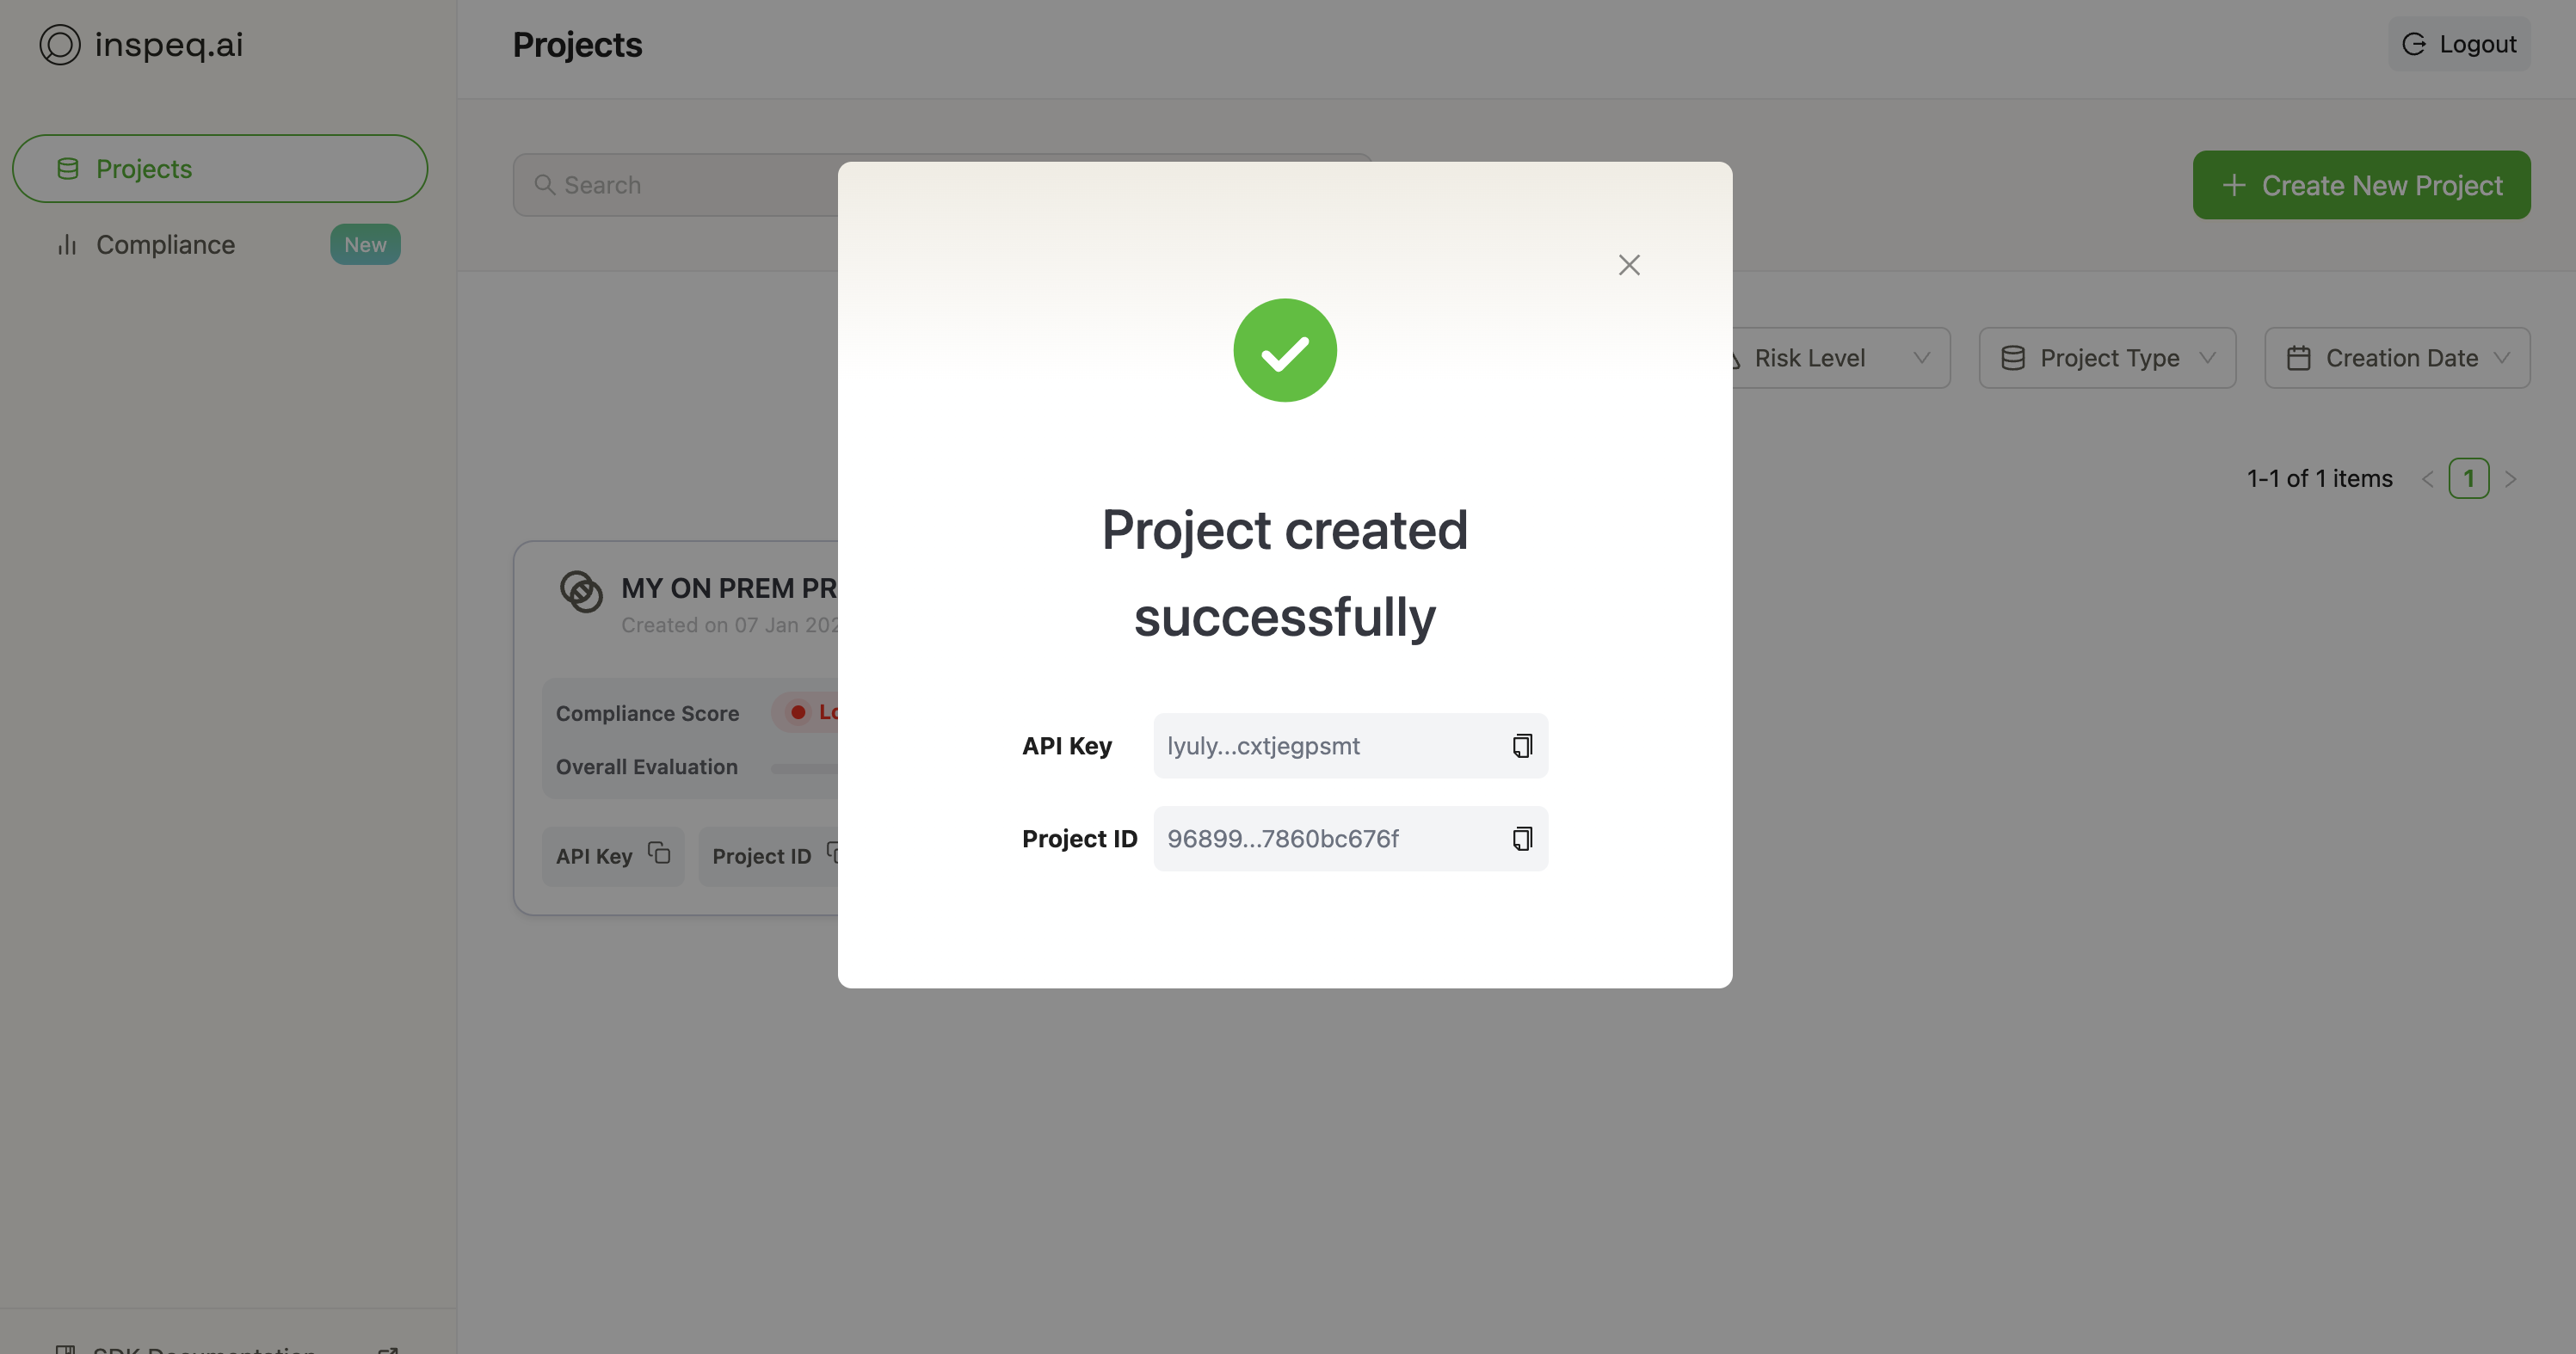 inspeq.ai
Projects
Compliance New
Projects
Logout
Search
Create New Project
Risk Level
Project Type
Creation Date
1-1 of 1 items
1
MY ON PREM PR
Created on 07 Jan 202
Compliance Score
Lo
Overall Evaluation
API Key
Project ID
Project created
successfully
API Key
lyuly...cxtjegpsmt
Project ID
96899...7860bc676f
SDK Documentation